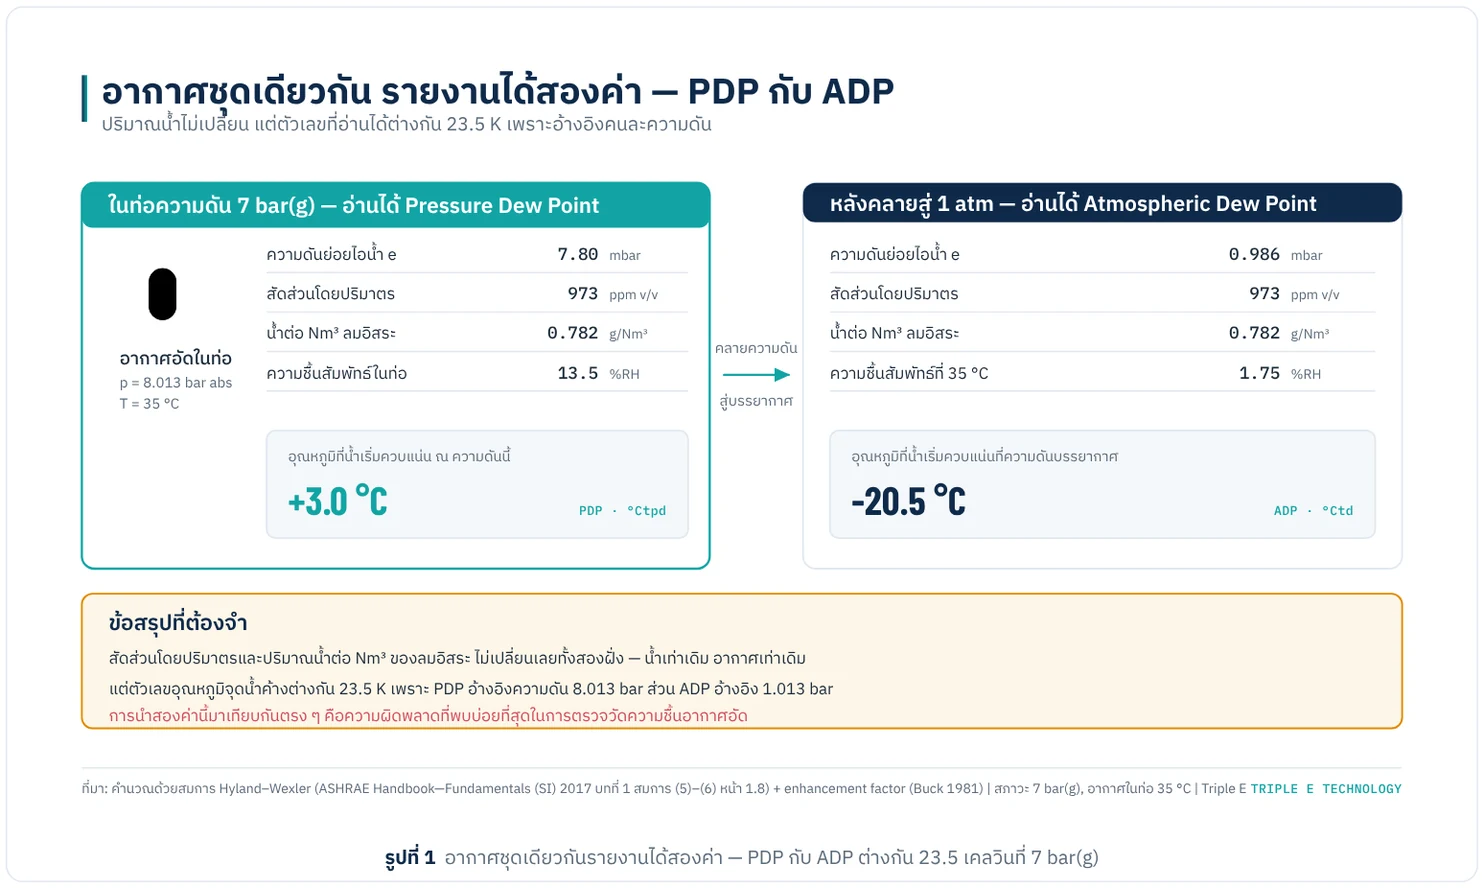 อากาศชุดเดียวกัน รายงานได้สองค่า — PDP กับ ADP
ปริมาณน้ำไม่เปลี่ยน แต่ตัวเลขที่อ่านได้ต่างกัน 23.5 K เพราะอ้างอิงคนละความดัน
ในท่อความดัน 7 bar(g) — อ่านได้ Pressure Dew Point
อากาศอัดในท่อ
p = 8.013 bar abs
T = 35 °C
ความดันย่อยไอน้ำ e 7.80 mbar
สัดส่วนโดยปริมาตร 973 ppm v/v
น้ำต่อ Nm³ ลมอิสระ 0.782 g/Nm³
ความชื้นสัมพัทธ์ในท่อ 13.5 %RH
อุณหภูมิที่น้ำเริ่มควบแน่น ณ ความดันนี้
+3.0 °C PDP · °Ctpd
คลายความดัน
สู่บรรยากาศ
หลังคลายสู่ 1 atm — อ่านได้ Atmospheric Dew Point
ความดันย่อยไอน้ำ e 0.986 mbar
สัดส่วนโดยปริมาตร 973 ppm v/v
น้ำต่อ Nm³ ลมอิสระ 0.782 g/Nm³
ความชื้นสัมพัทธ์ที่ 35 °C 1.75 %RH
อุณหภูมิที่น้ำเริ่มควบแน่นที่ความดันบรรยากาศ
-20.5 °C ADP · °Ctd
ข้อสรุปที่ต้องจำ
สัดส่วนโดยปริมาตรและปริมาณน้ำต่อ Nm³ ของลมอิสระ ไม่เปลี่ยนเลยทั้งสองฝั่ง — น้ำเท่าเดิม อากาศเท่าเดิม
แต่ตัวเลขอุณหภูมิจุดน้ำค้างต่างกัน 23.5 K เพราะ PDP อ้างอิงความดัน 8.013 bar ส่วน ADP อ้างอิง 1.013 bar
การนำสองค่านี้มาเทียบกันตรง ๆ คือความผิดพลาดที่พบบ่อยที่สุดในการตรวจวัดความชื้นอากาศอัด
ที่มา: คำนวณด้วยสมการ Hyland–Wexler (ASHRAE Handbook—Fundamentals (SI) 2017 บทที่ 1 สมการ (5)–(6) หน้า 1.8) + enhancement factor (Buck 1981) | สภาวะ 7 bar(g), อากาศในท่อ 35 °C | Triple E TRIPLE E TECHNOLOGY
รูปที่ 1 อากาศชุดเดียวกันรายงานได้สองค่า — PDP กับ ADP ต่างกัน 23.5 เคลวินที่ 7 bar(g)